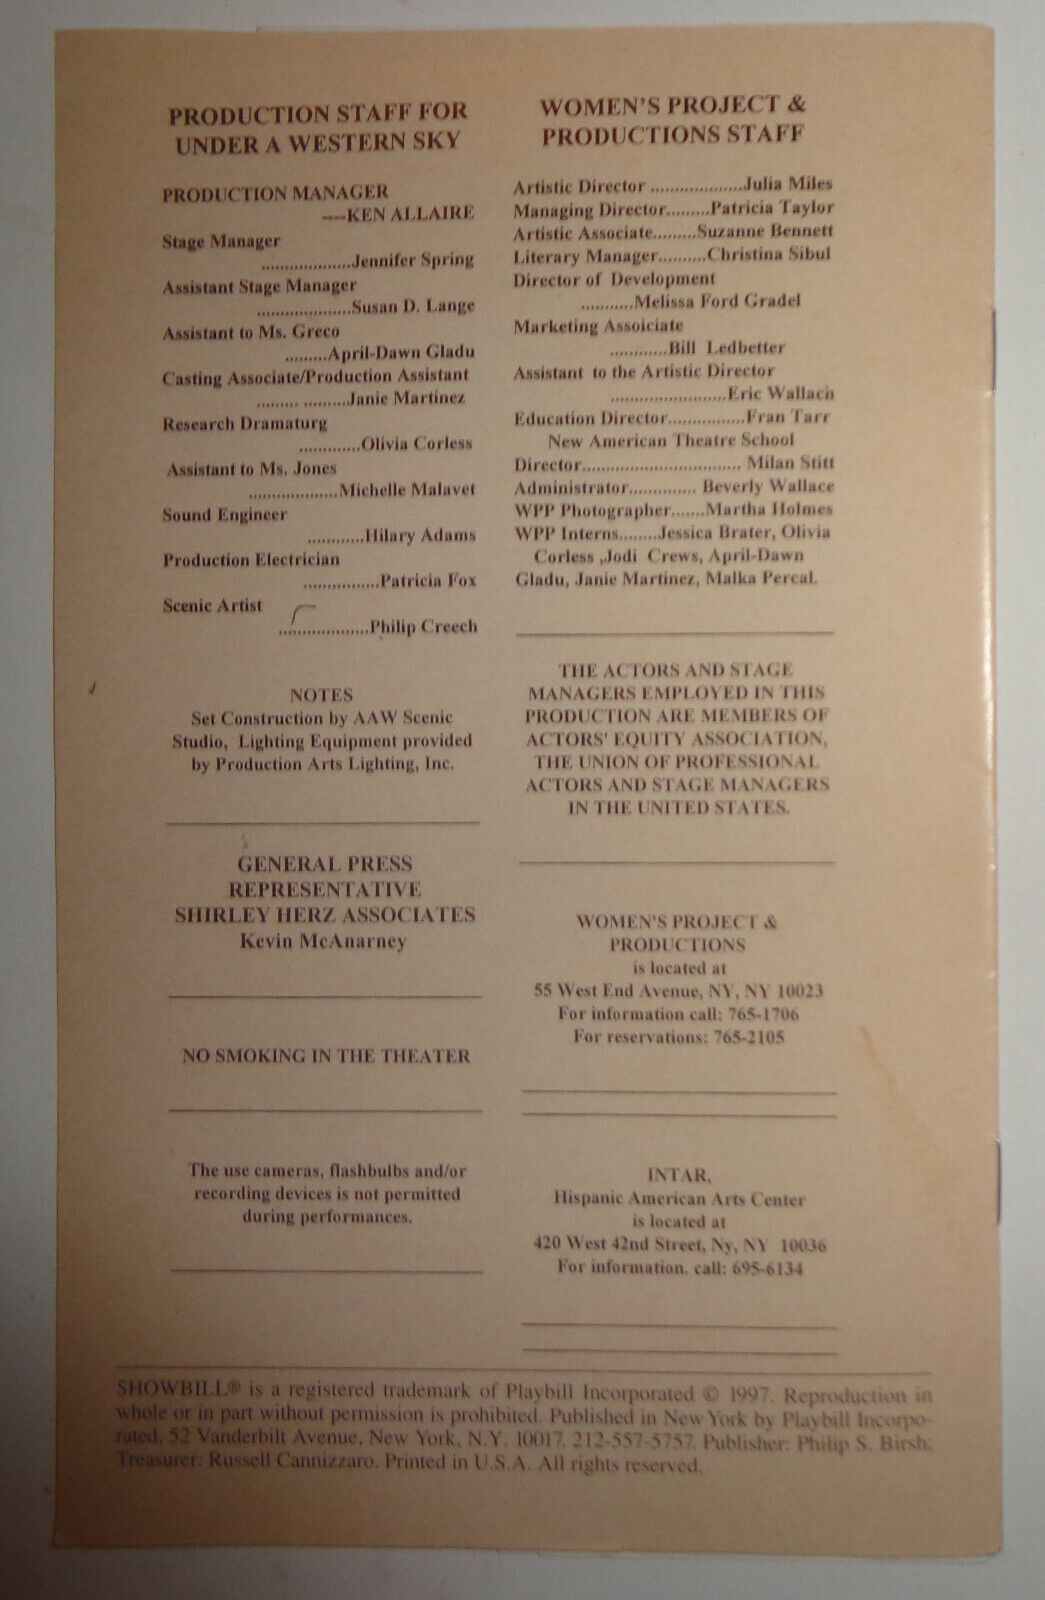 PRODUCTION STAFF FOR
UNDER A WESTERN SKY
PRODUCTION MANAGER
----KEN ALLAIRE
Stage Manager
...................Jennifer Spring
Assistant Stage Manager
....................Susan D. Lange
Assistant to Ms. Greco
.........April-Dawn Gladu
Casting Associate/Production Assistant
......... .........Janie Martinez
Research Dramaturg
.............Olivia Corless
Assistant to Ms. Jones
...................Michelle Malavet
Sound Engineer
............Hilary Adams
Production Electrician
................Patricia Fox
Scenic Artist
...................Philip Creech
NOTES
Set Construction by AAW Scenic
Studio, Lighting Equipment provided
by Production Arts Lighting, Inc.
GENERAL PRESS
REPRESENTATIVE
SHIRLEY HERZ ASSOCIATES
Kevin McAnarney
NO SMOKING IN THE THEATER
The use cameras, flashbulbs and/or
recording devices is not permitted
during performances.
WOMEN'S PROJECT &
PRODUCTIONS STAFF
Artistic Director ....................Julia Miles
Managing Director.........Patricia Taylor
Artistic Associate.........Suzanne Bennett
Literary Manager..........Christina Sibul
Director of Development
...........Melissa Ford Gradel
Marketing Assoiciate
............Bill Ledbetter
Assistant to the Artistic Director
........................Eric Wallach
Education Director................Fran Tarr
New American Theatre School
Director................................. Milan Stitt
Administrator.............. Beverly Wallace
WPP Photographer.......Martha Holmes
WPP Interns........Jessica Brater, Olivia
Corless ,Jodi Crews, April-Dawn
Gladu, Janie Martinez, Malka Percal.
THE ACTORS AND STAGE
MANAGERS EMPLOYED IN THIS
PRODUCTION ARE MEMBERS OF
ACTORS' EQUITY ASSOCIATION,
THE UNION OF PROFESSIONAL
ACTORS AND STAGE MANAGERS
IN THE UNITED STATES.
WOMEN'S PROJECT &
PRODUCTIONS
is located at
55 West End Avenue, NY, NY 10023
For information call: 765-1706
For reservations: 765-2105
INTAR,
Hispanic American Arts Center
is located at
420 West 42nd Street, Ny, NY 10036
For information. call: 695-6134
SHOWBILL® is a registered trademark of Playbill Incorporated © 1997. Reproduction in
whole or in part without permission is prohibited. Published in New York by Playbill Incorpo-
rated, 52 Vanderbilt Avenue, New York, N.Y. 10017. 212-557-5757. Publisher: Philip S. Birsh;
Treasurer: Russell Cannizzaro. Printed in U.S.A. All rights reserved.